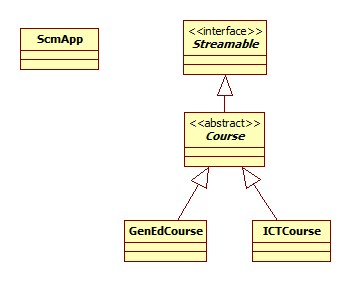 ScmApp
<<interface>>
Streamable
<<abstract>>
Course
GenEdCourse
ICTCourse